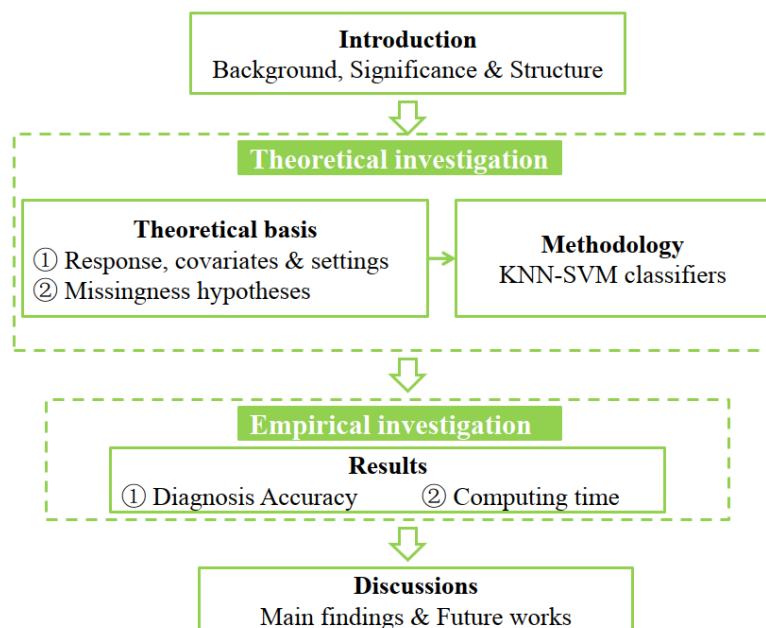 Introduction
Background, Significance & Structure
Theoretical investigation
Theoretical basis
① Response, covariates & settings
② Missingness hypotheses
Methodology
KNN-SVM classifiers
Empirical investigation
Results
① Diagnosis Accuracy ② Computing time
Discussions
Main findings & Future works